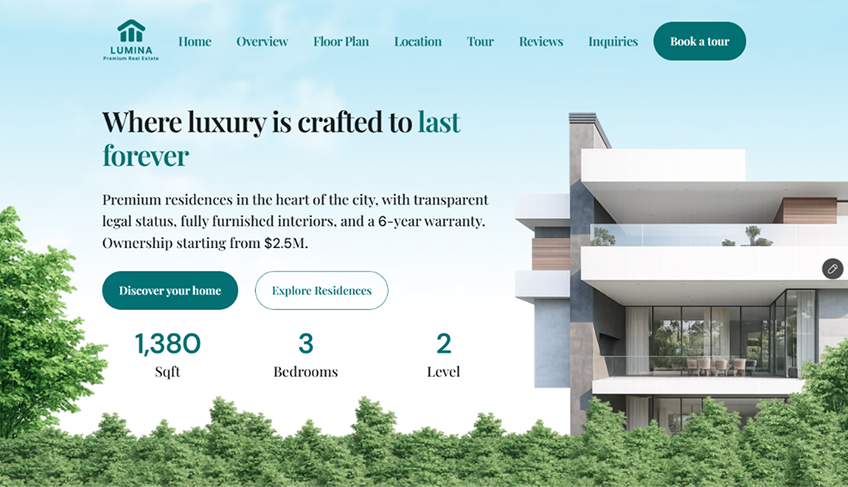 LUMINA
Premium Real Estate
Home Overview Floor Plan Location Tour Reviews Inquiries Book a tour
Where luxury is crafted to last
forever
Premium residences in the heart of the city, with transparent
legal status, fully furnished interiors, and a 6-year warranty.
Ownership starting from $2.5M.
Discover your home Explore Residences
1,380 3 2
Sqft Bedrooms Level